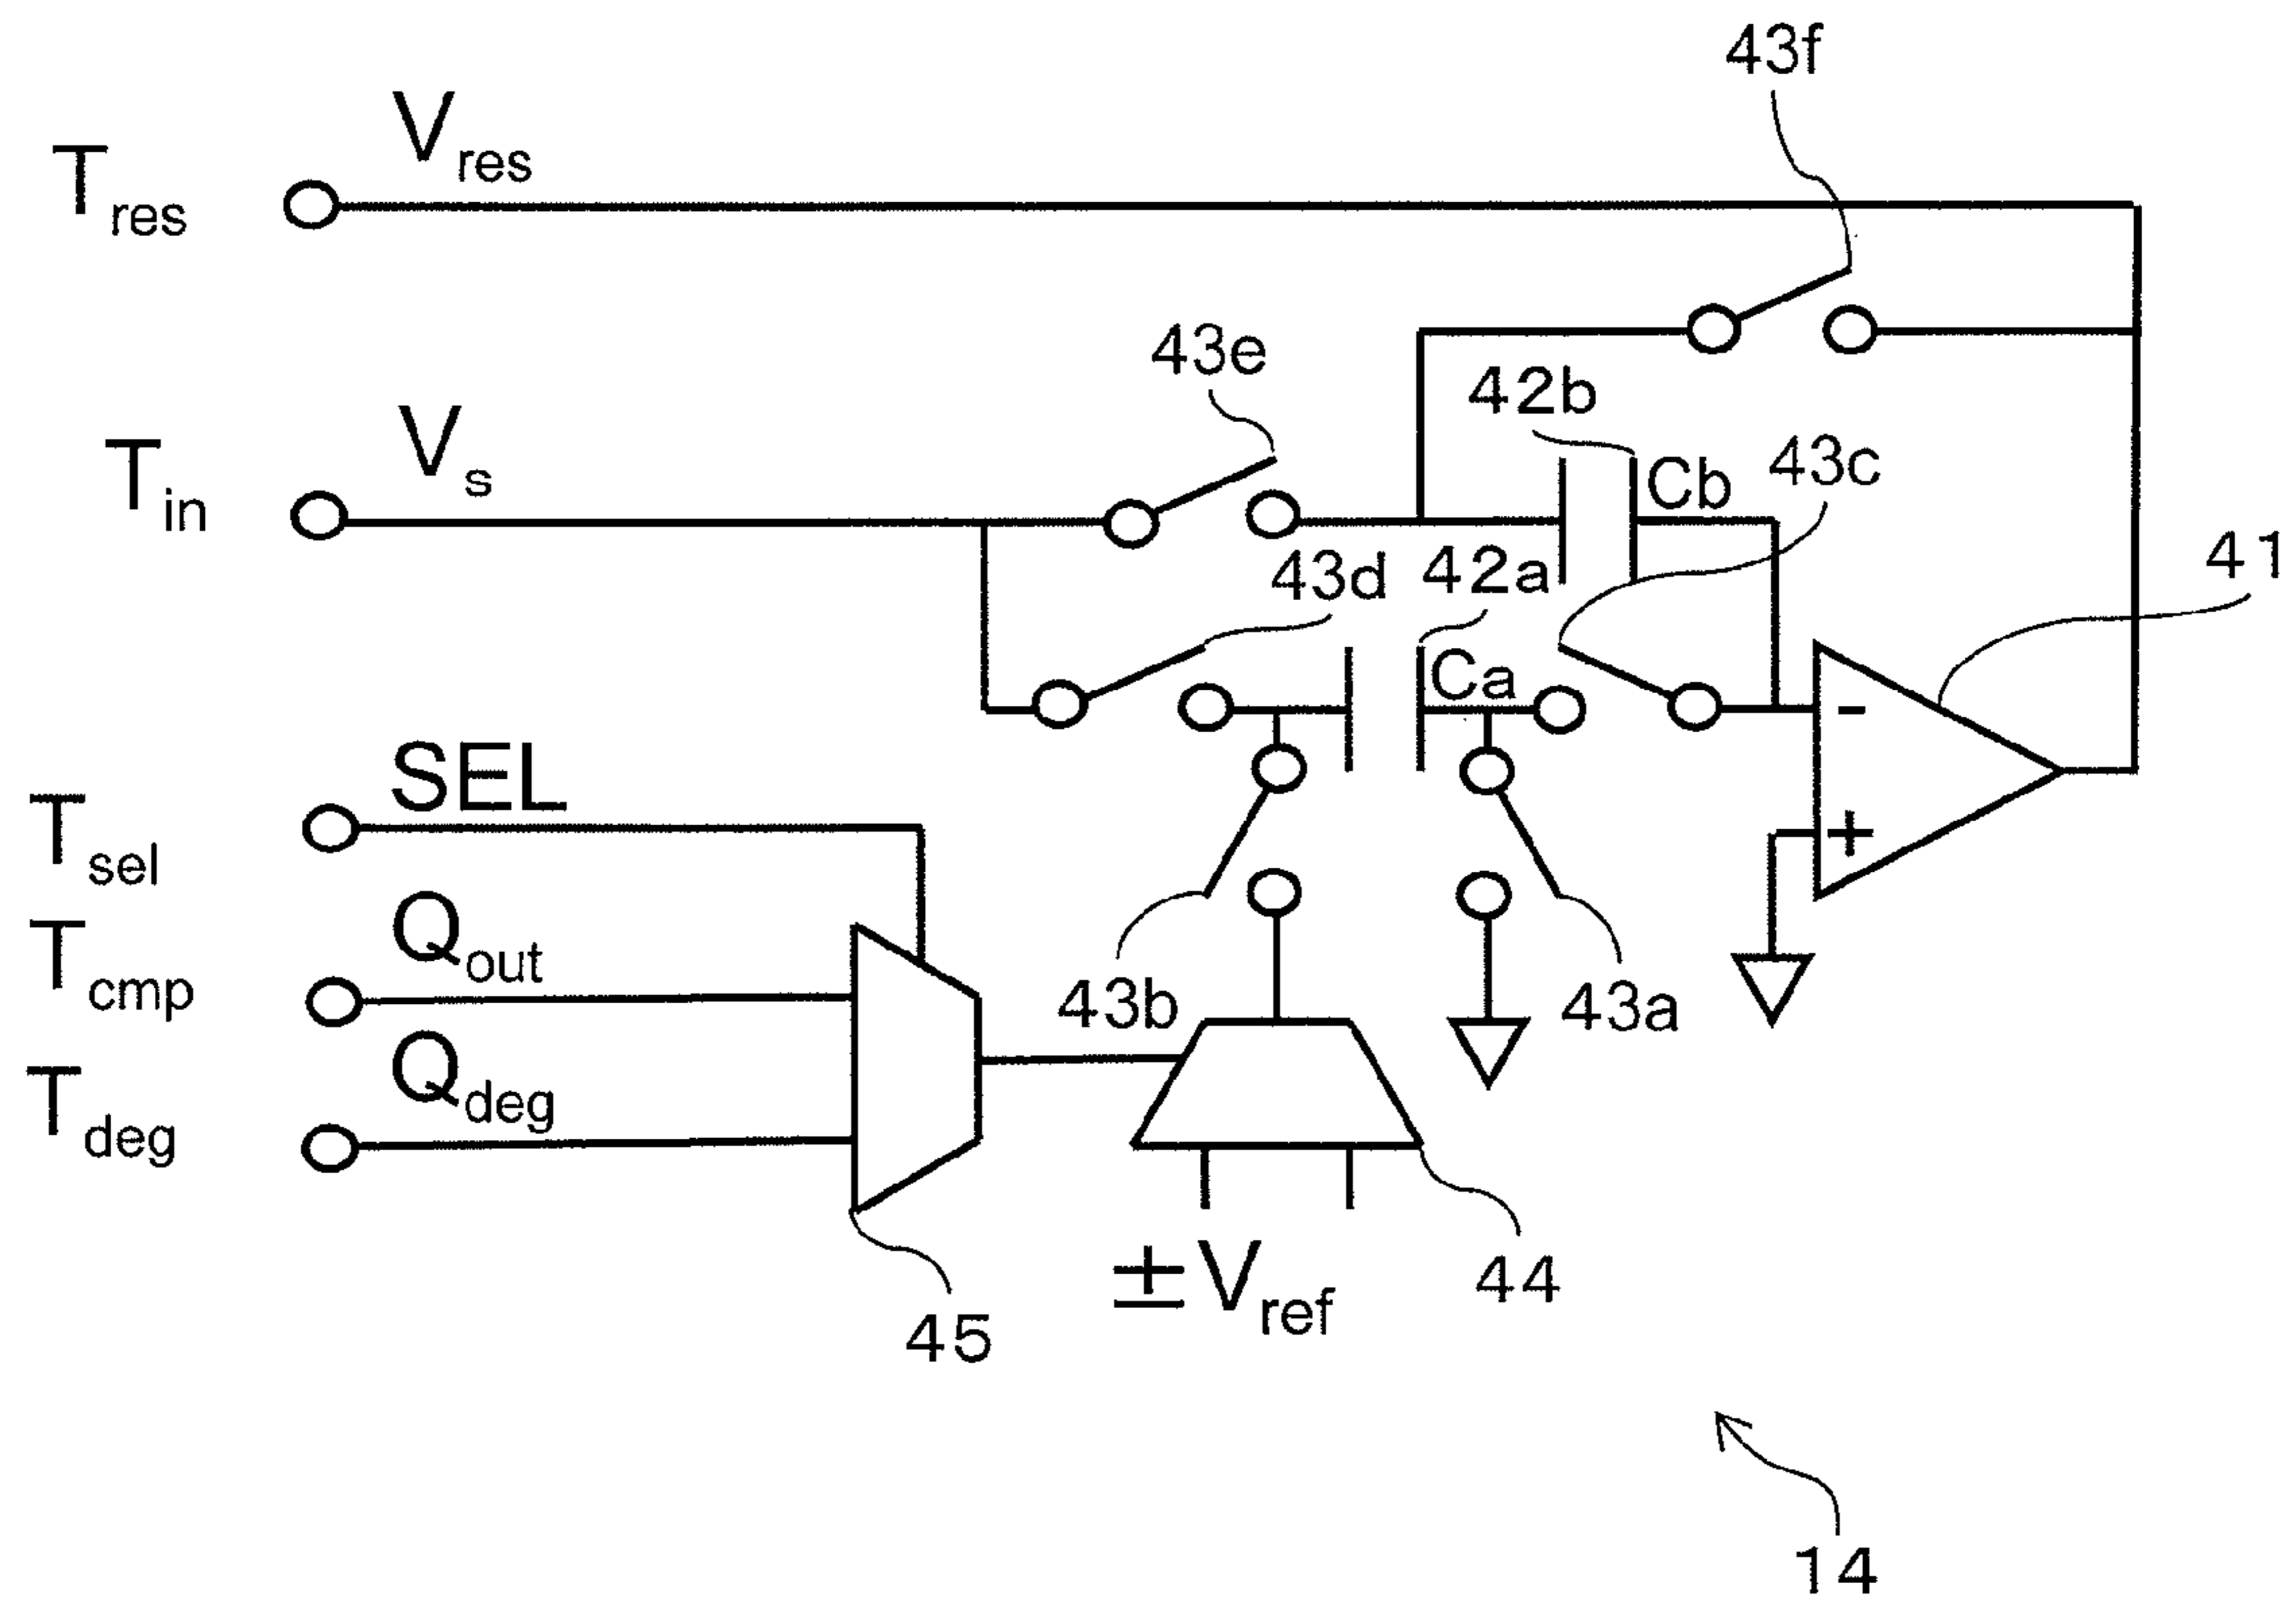 43f
Vres
Tres
43e
42b
Vs
Tin
Cb
43c
43d
42a
41
Ca
-
SEL
Tsel
+
Qout
Tcmp
43b
43a
Qdeg
Tdeg
±Vref
44
45
14